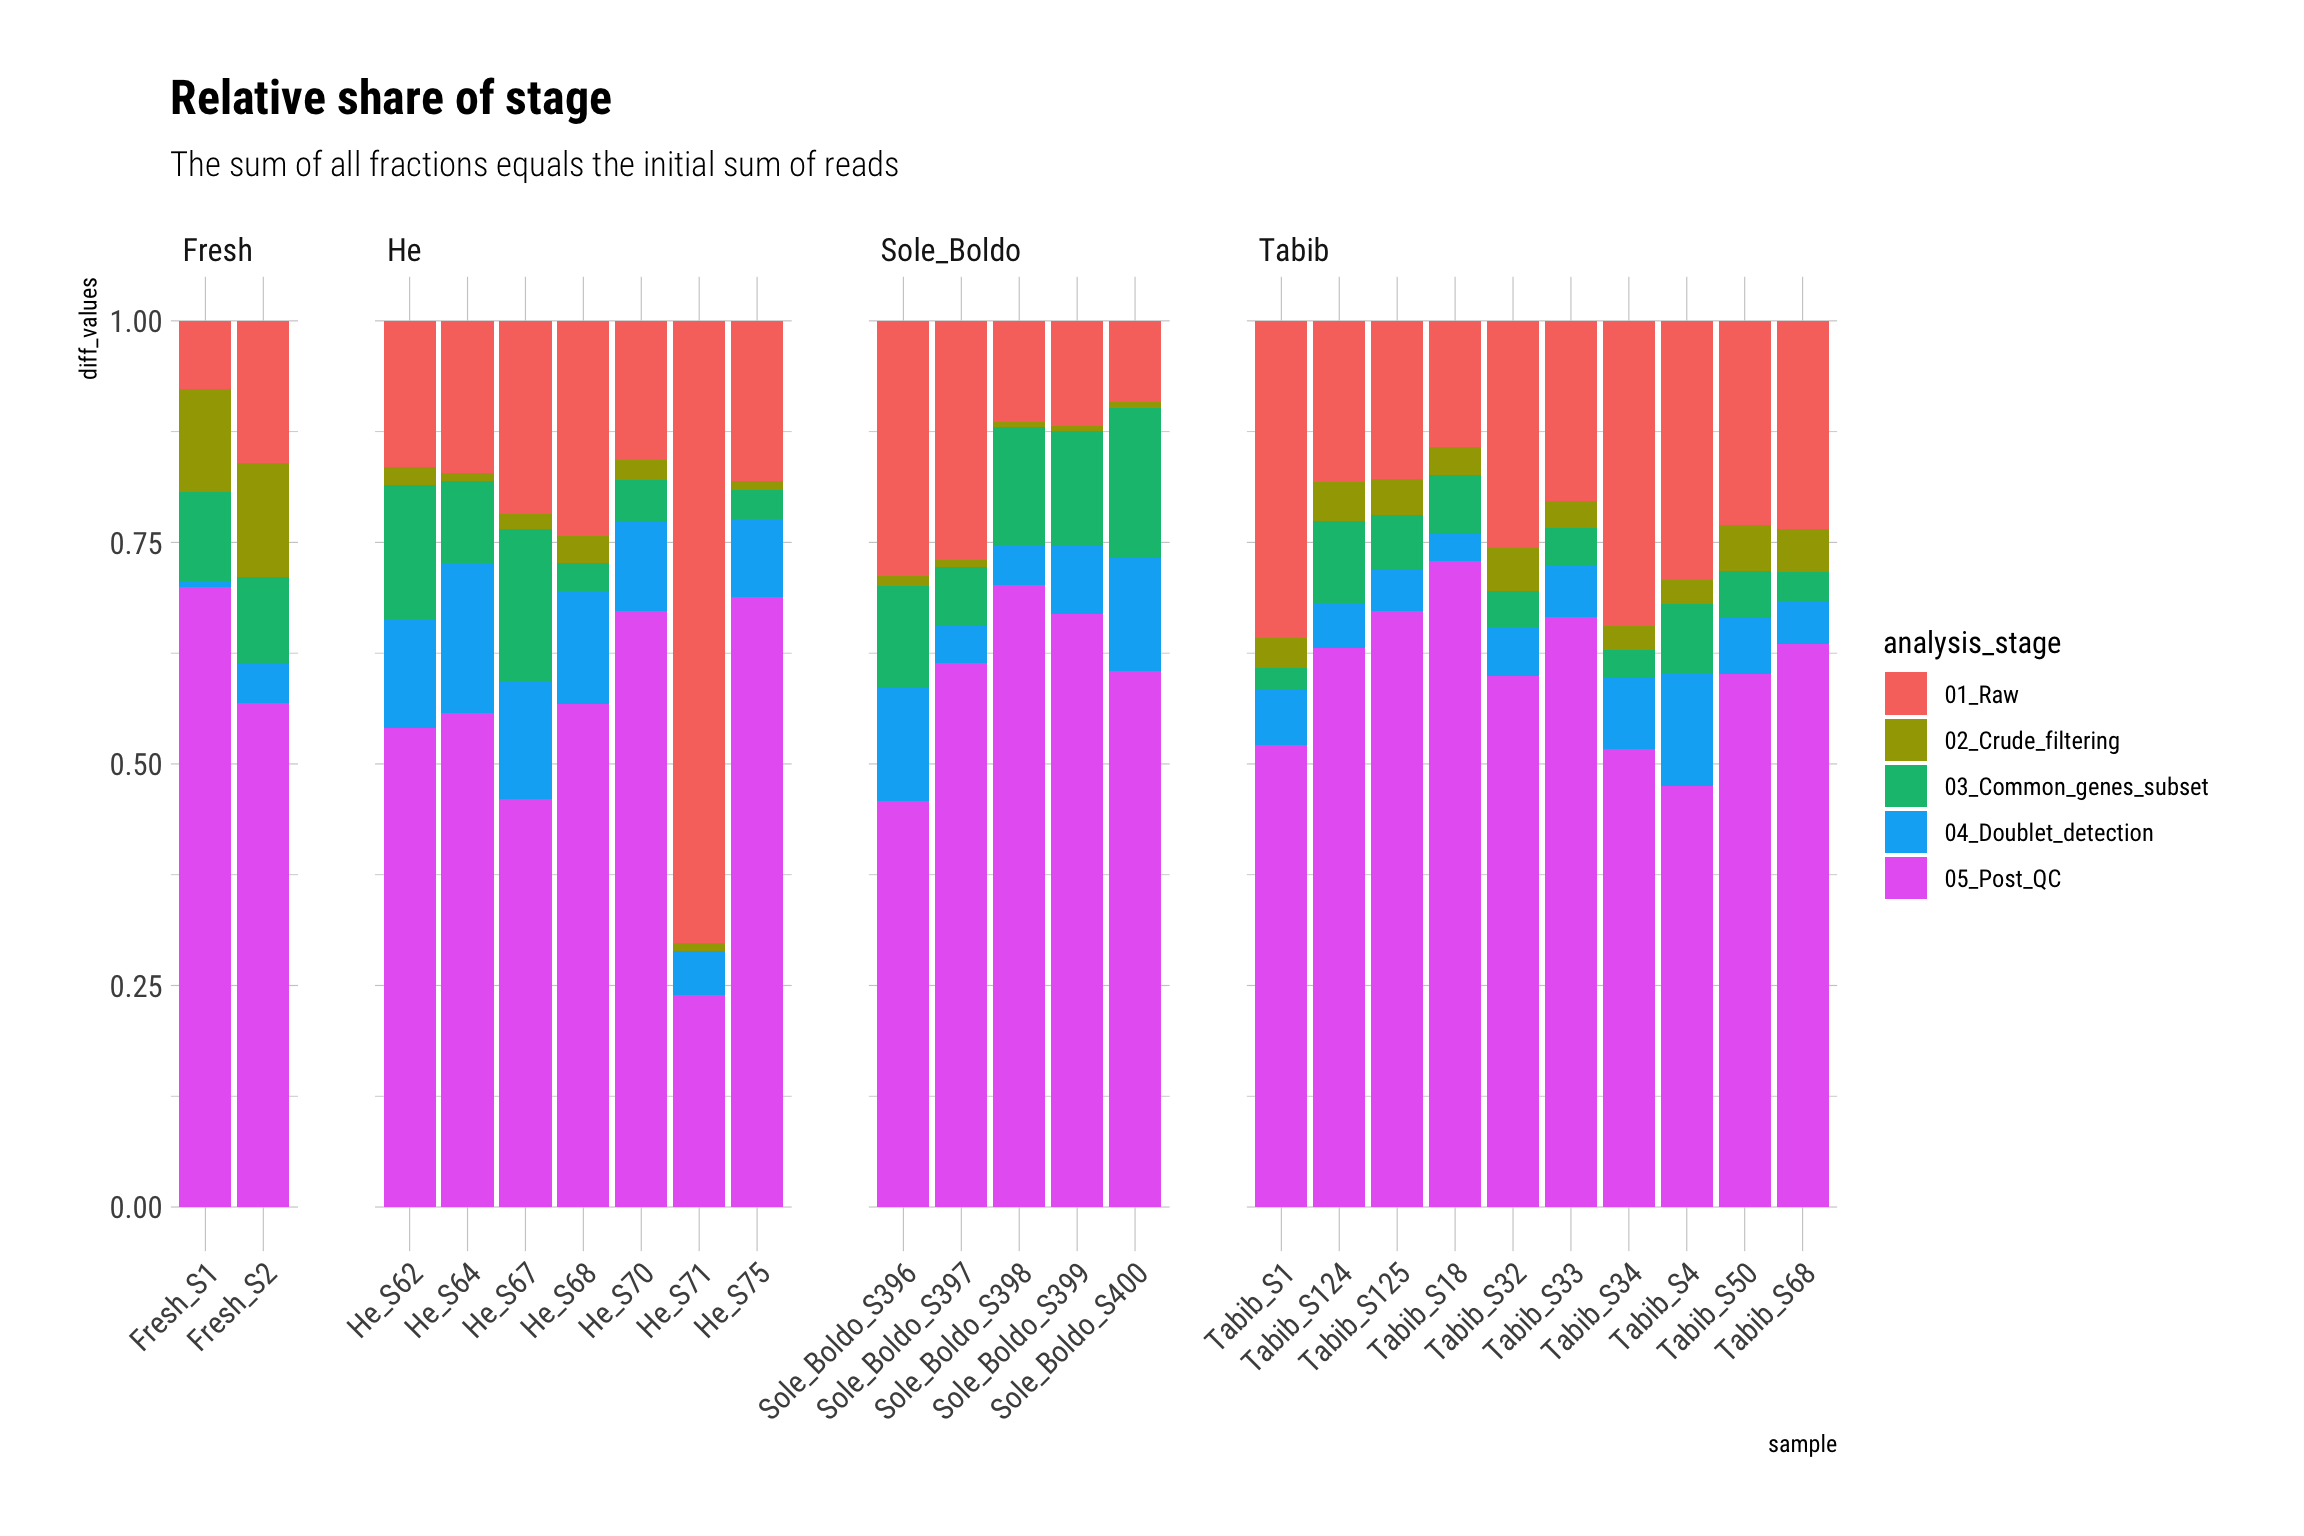 Relative share of stage
The sum of all fractions equals the initial sum of reads
Fresh
He
Sole_Boldo
Tabib
diff_values
1.00
0.75
0.50
0.25
0.00
Fresh_S1
Fresh_S2
He_S62
He_S64
He_S67
He_S68
He_S70
He_S71
He_S75
Sole_Boldo_S396
Sole_Boldo_S397
Sole_Boldo_S398
Sole_Boldo_S399
Sole_Boldo_S400
Tabib_S1
Tabib_S124
Tabib_S125
Tabib_S18
Tabib_S32
Tabib_S33
Tabib_S34
Tabib_S4
Tabib_S50
Tabib_S68
sample
analysis_stage
01_Raw
02_Crude_filtering
03_Common_genes_subset
04_Doublet_detection
05_Post_QC